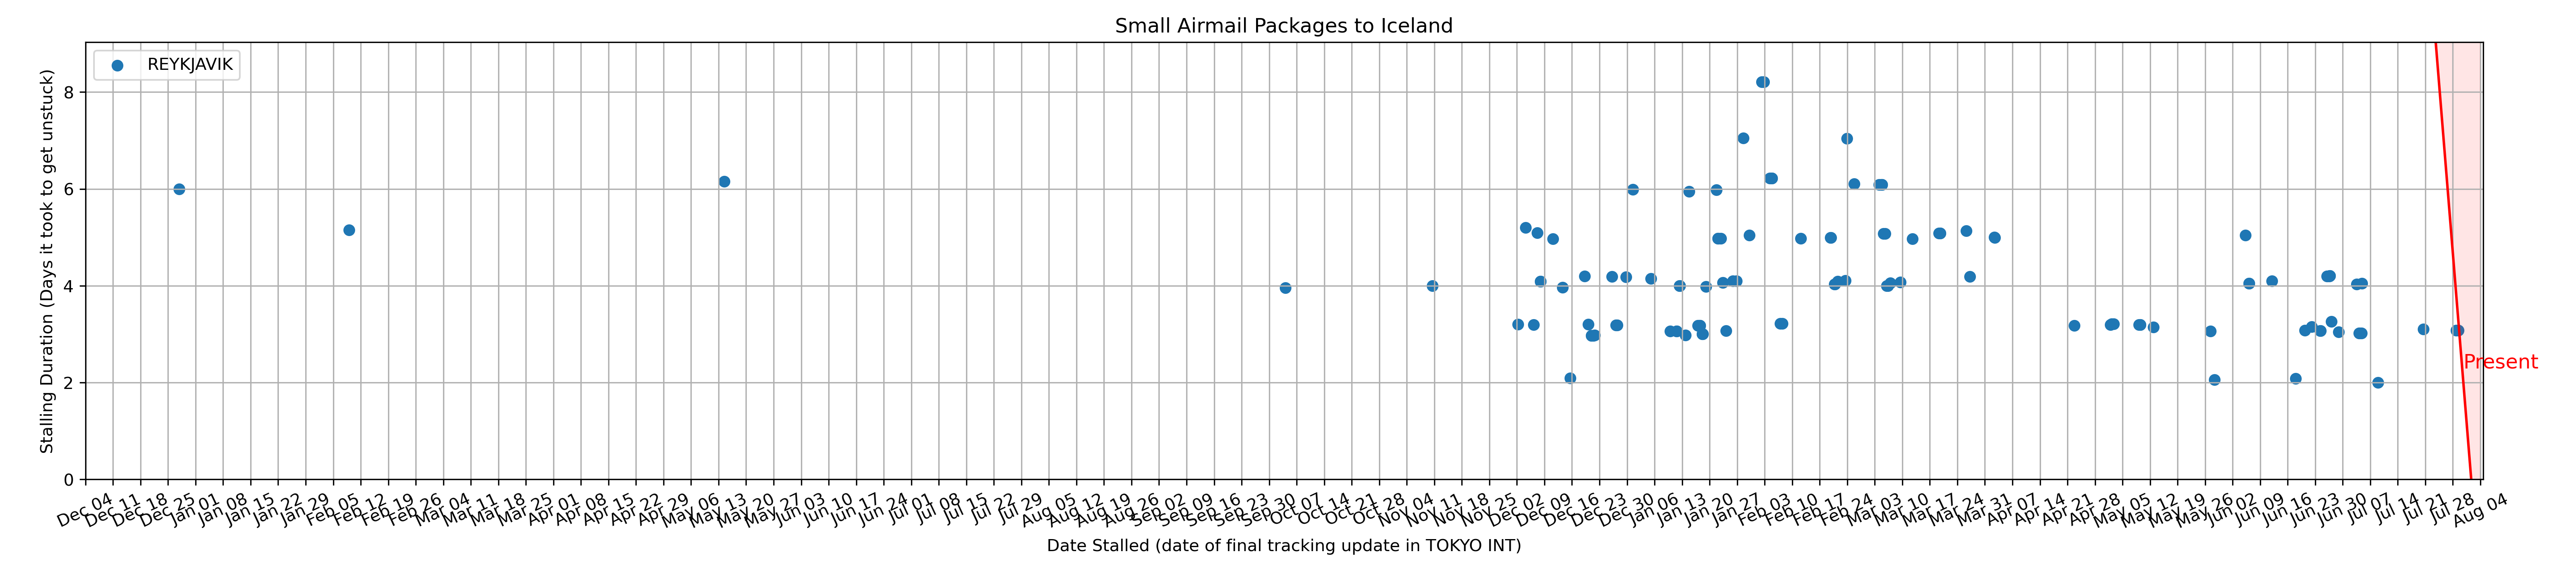 Small Airmail Packages to Iceland
REYKJAVIK
8
6
4
2
0
Stalling Duration (Days it took to get unstuck)
Present
Dec 04
Dec 11
Dec 18
Dec 25
Jan 01
Jan 08
Jan 15
Jan 22
Jan 29
Feb 05
Feb 12
Feb 19
Feb 26
Mar 04
Mar 11
Mar 18
Mar 25
Apr 01
Apr 08
Apr 15
Apr 22
Apr 29
May 06
May 13
May 20
May 27
Jun 03
Jun 10
Jun 17
Jun 24
Jul 01
Jul 08
Jul 15
Jul 22
Jul 29
Aug 05
Aug 12
Aug 19
Aug 26
Sep 02
Sep 09
Sep 16
Sep 23
Sep 30
Oct 07
Oct 14
Oct 21
Oct 28
Nov 04
Nov 11
Nov 18
Nov 25
Dec 02
Dec 09
Dec 16
Dec 23
Dec 30
Jan 06
Jan 13
Jan 20
Jan 27
Feb 03
Feb 10
Feb 17
Feb 24
Mar 03
Mar 10
Mar 17
Mar 24
Mar 31
Apr 07
Apr 14
Apr 21
Apr 28
May 05
May 12
May 19
May 26
Jun 02
Jun 09
Jun 16
Jun 23
Jun 30
Jul 07
Jul 14
Jul 21
Jul 28
Aug 04
Date Stalled (date of final tracking update in TOKYO INT)